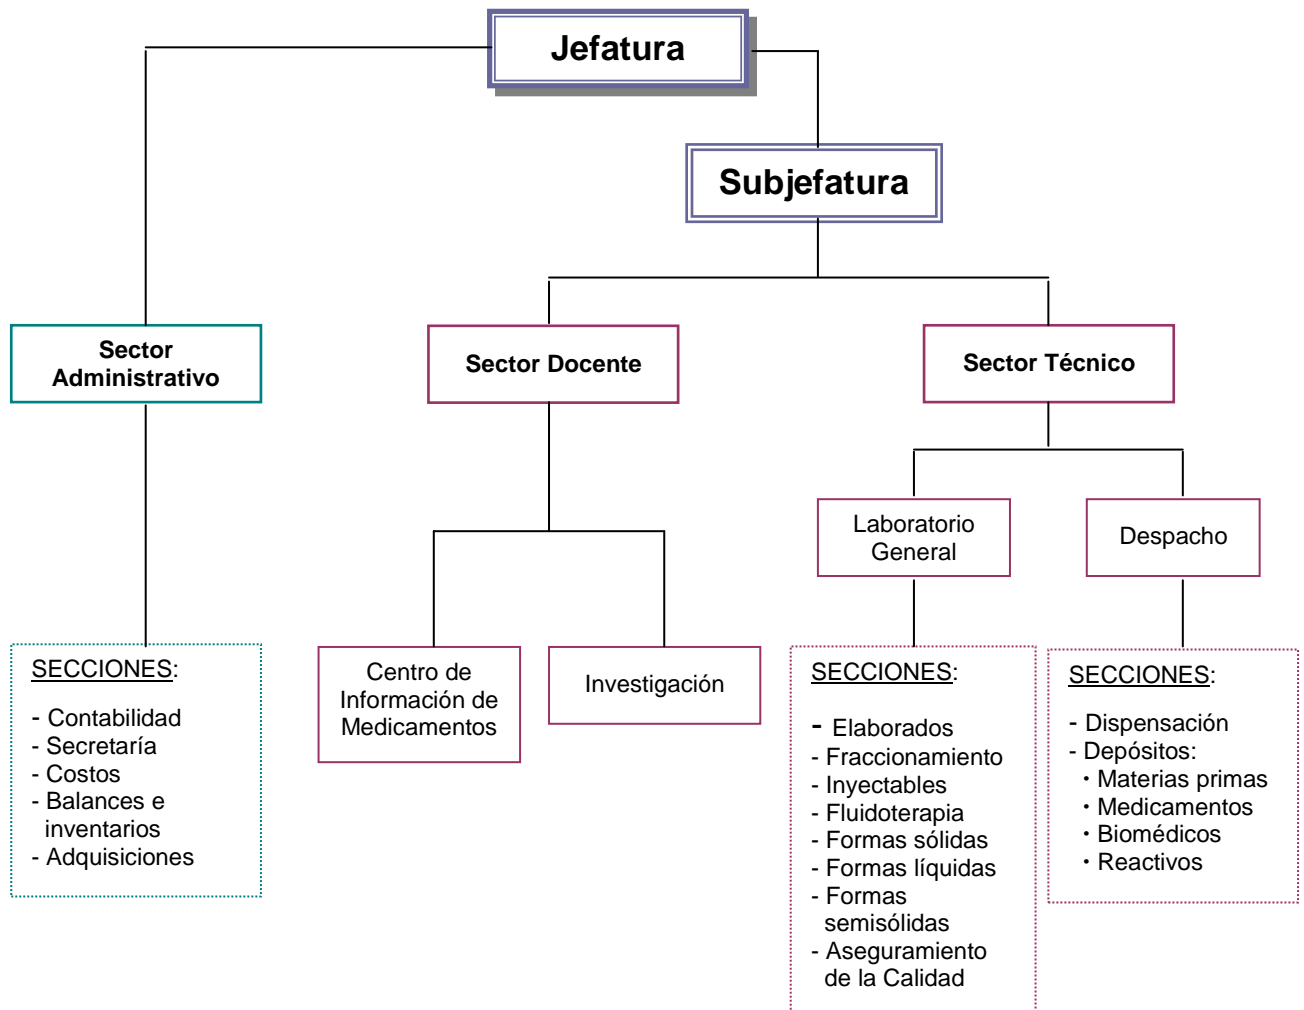 Jefatura
Subjefatura
Sector
Administrativo
Sector Docente
Sector Técnico
Laboratorio
General
Despacho
Centro de
Información de
Medicamentos
Investigación
SECCIONES:
- Contabilidad
- Secretaría
- Costos
- Balances e
inventarios
- Adquisiciones
SECCIONES:
- Elaborados
- Fraccionamiento
- Inyectables
- Fluidoterapia
- Formas sólidas
- Formas líquidas
- Formas
semisólidas
- Aseguramiento
de la Calidad
SECCIONES:
- Dispensación
- Depósitos:
· Materias primas
· Medicamentos
· Biomédicos
· Reactivos